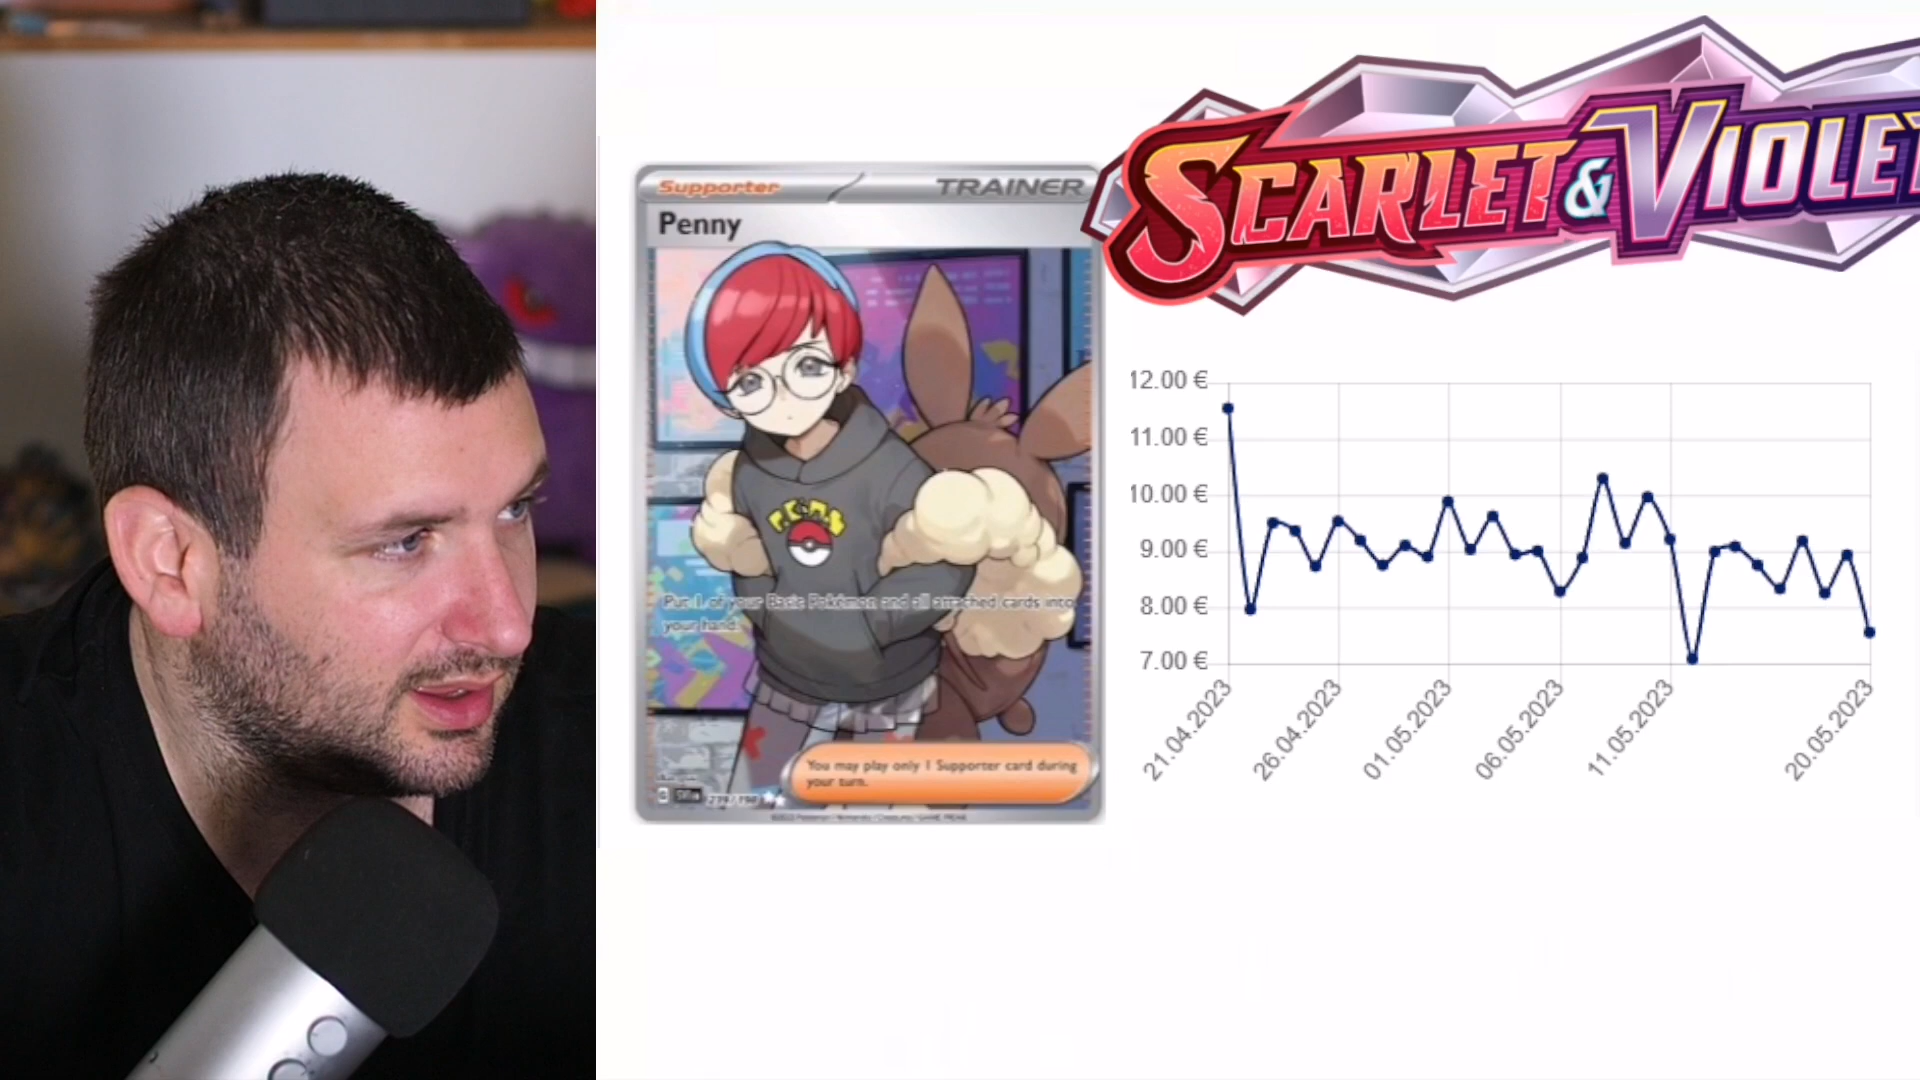 SCARLET & VIOLET
Supporter
TRAINER
Penny
Put 1 of your Basic Pokémon and all attached cards into
your hand.
You may play only 1 Supporter card during
your turn.
12.00 €
11.00 €
10.00 €
9.00 €
8.00 €
7.00 €
21.04.2023
26.04.2023
01.05.2023
06.05.2023
11.05.2023
20.05.2023